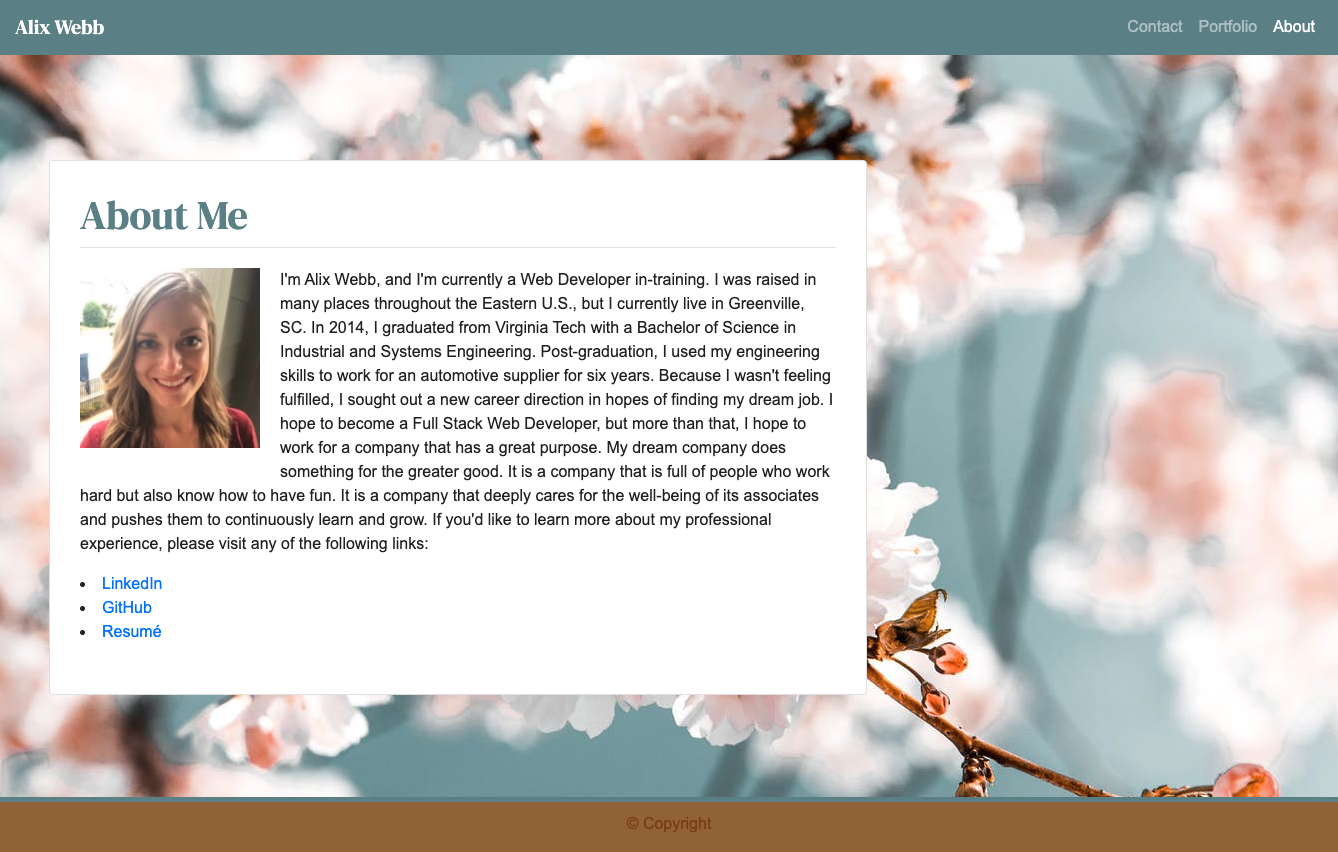 Alix Webb
Contact Portfolio About
About Me
I'm Alix Webb, and I'm currently a Web Developer in-training. I was raised in
many places throughout the Eastern U.S., but I currently live in Greenville,
SC. In 2014, I graduated from Virginia Tech with a Bachelor of Science in
Industrial and Systems Engineering. Post-graduation, I used my engineering
skills to work for an automotive supplier for six years. Because I wasn't feeling
fulfilled, I sought out a new career direction in hopes of finding my dream job. I
hope to become a Full Stack Web Developer, but more than that, I hope to
work for a company that has a great purpose. My dream company does
something for the greater good. It is a company that is full of people who work
hard but also know how to have fun. It is a company that deeply cares for the well-being of its associates
and pushes them to continuously learn and grow. If you'd like to learn more about my professional
experience, please visit any of the following links:
• LinkedIn
• GitHub
• Resumé
© Copyright